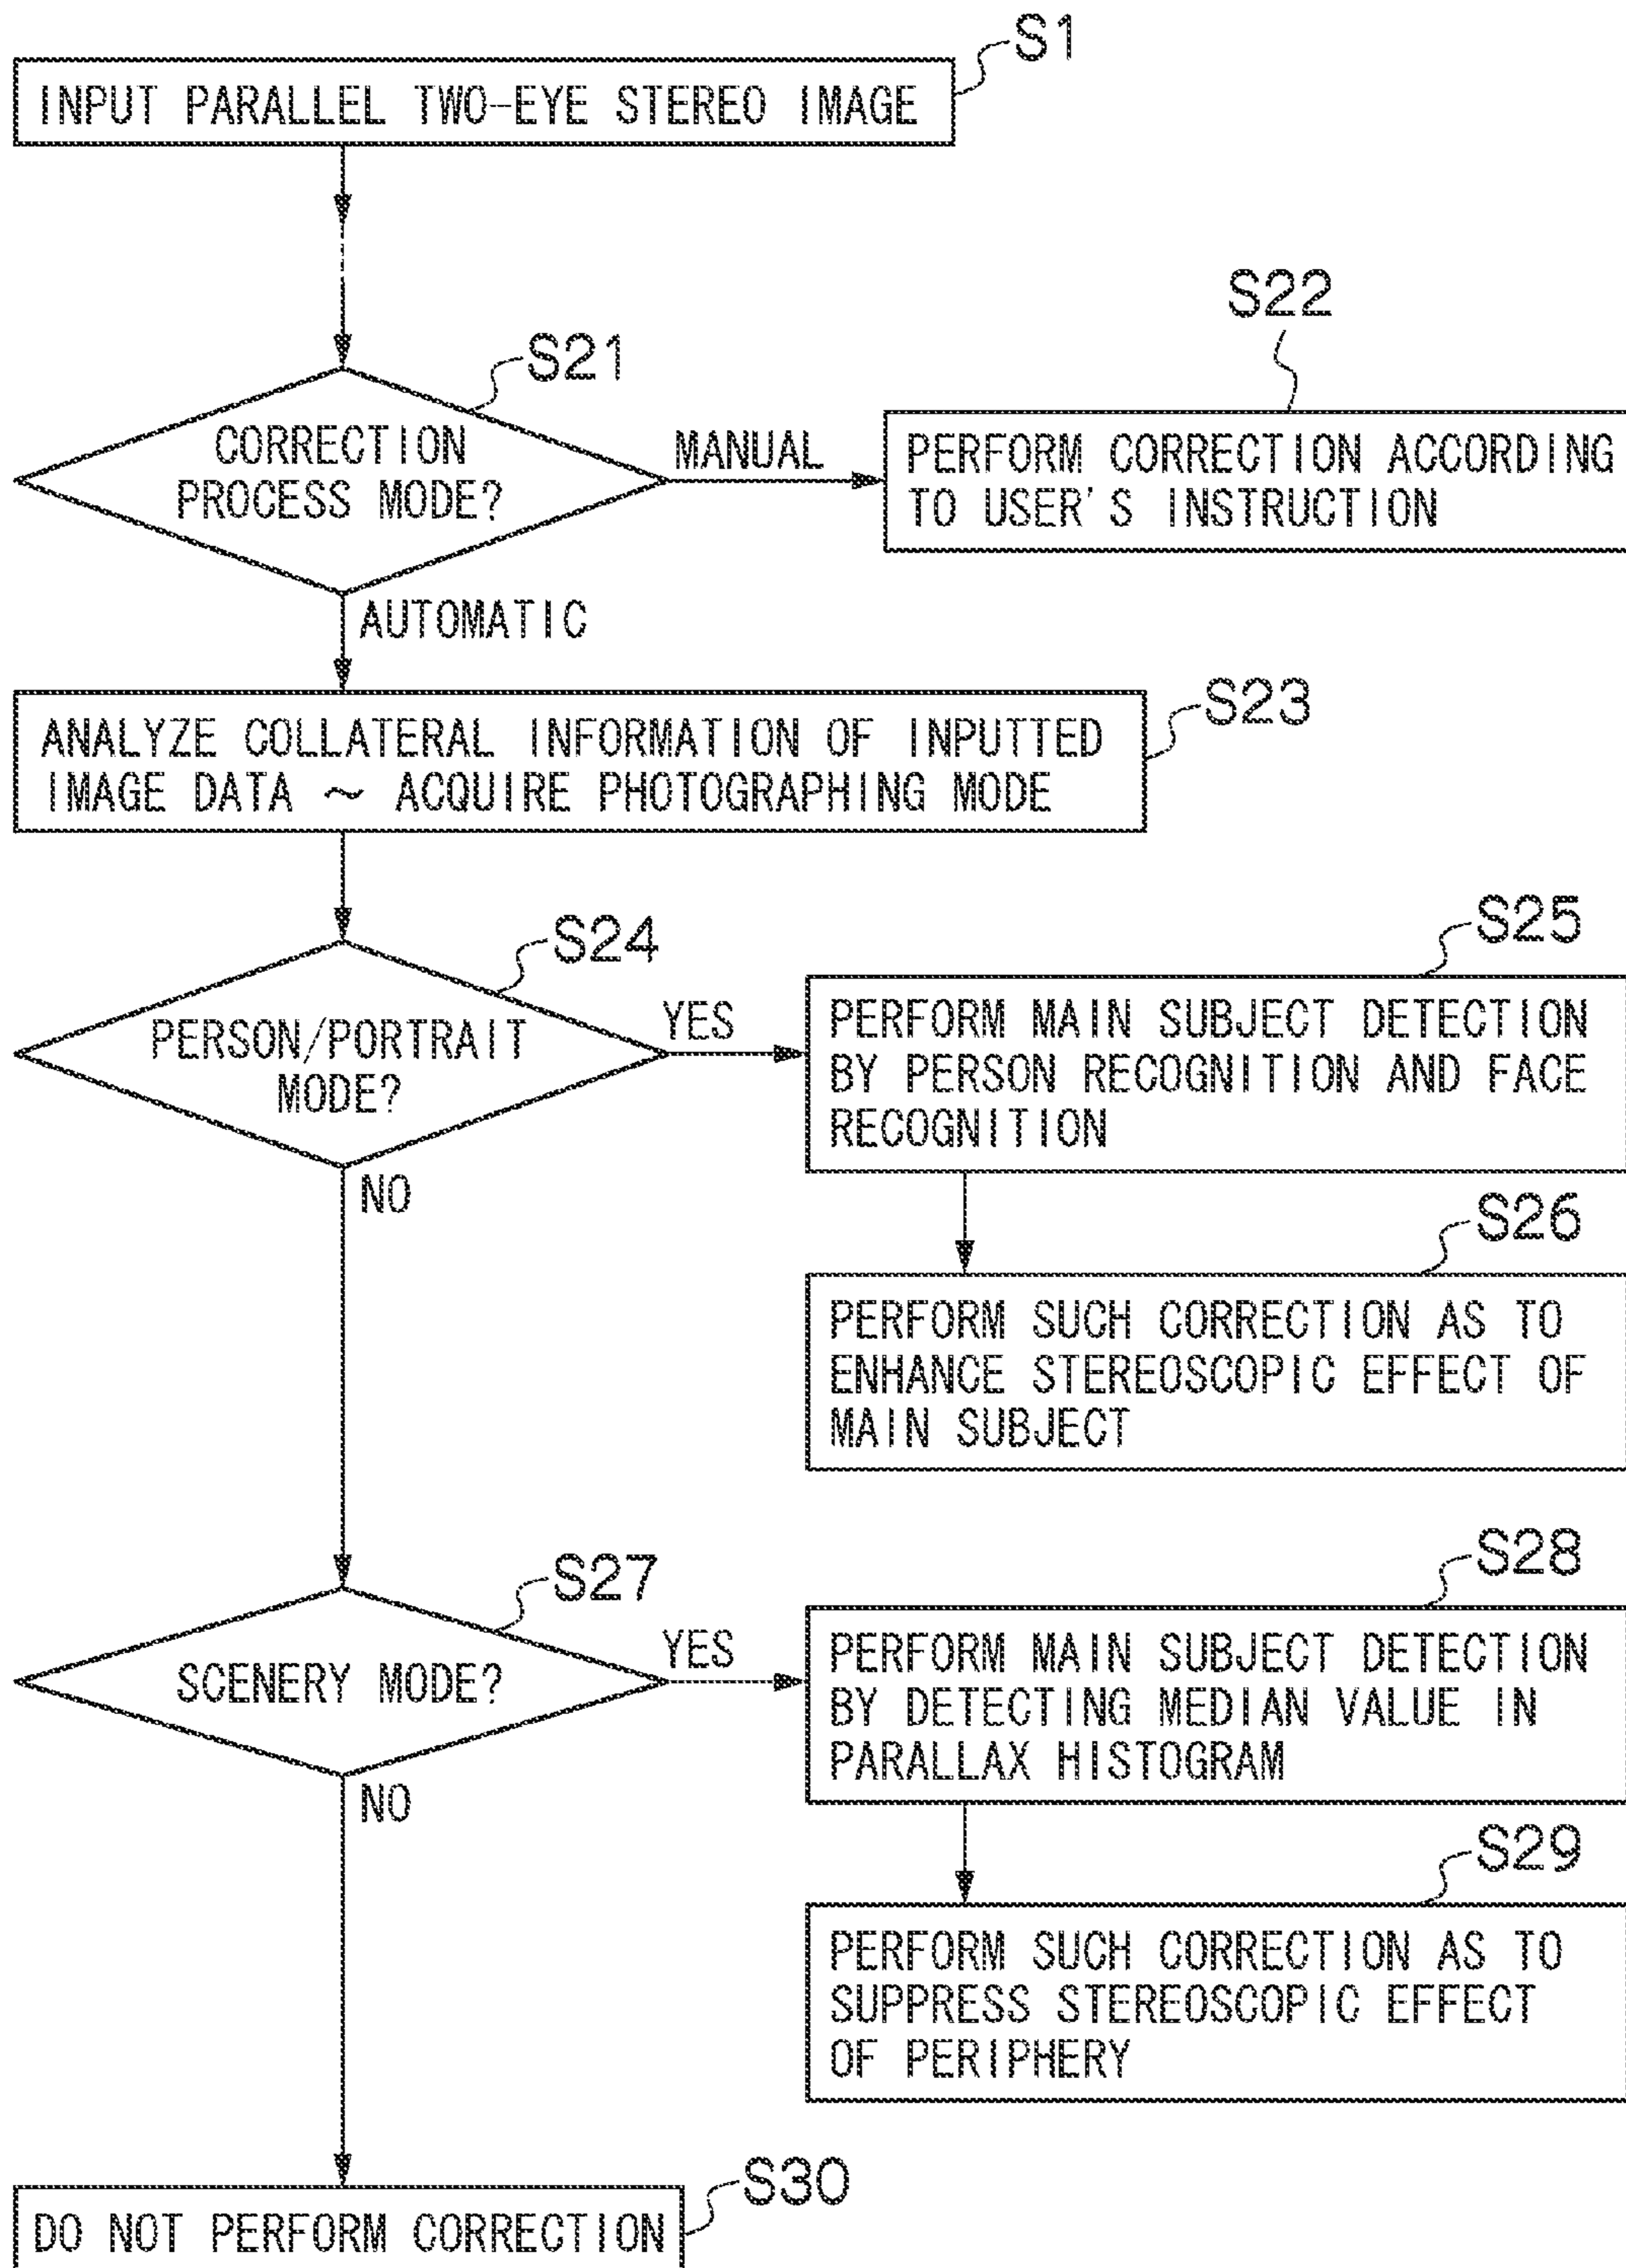 S1
INPUT PARALLEL TWO-EYE STEREO IMAGE
S21
CORRECTION
PROCESS MODE?
MANUAL
S22
PERFORM CORRECTION ACCORDING
TO USER'S INSTRUCTION
AUTOMATIC
S23
ANALYZE COLLATERAL INFORMATION OF INPUTTED
IMAGE DATA ～ ACQUIRE PHOTOGRAPHING MODE
S24
PERSON/PORTRAIT
MODE?
YES
S25
PERFORM MAIN SUBJECT DETECTION
BY PERSON RECOGNITION AND FACE
RECOGNITION
NO
S26
PERFORM SUCH CORRECTION AS TO
ENHANCE STEREOSCOPIC EFFECT OF
MAIN SUBJECT
S27
SCENERY MODE?
YES
S28
PERFORM MAIN SUBJECT DETECTION
BY DETECTING MEDIAN VALUE IN
PARALLAX HISTOGRAM
NO
S29
PERFORM SUCH CORRECTION AS TO
SUPPRESS STEREOSCOPIC EFFECT
OF PERIPHERY
S30
DO NOT PERFORM CORRECTION